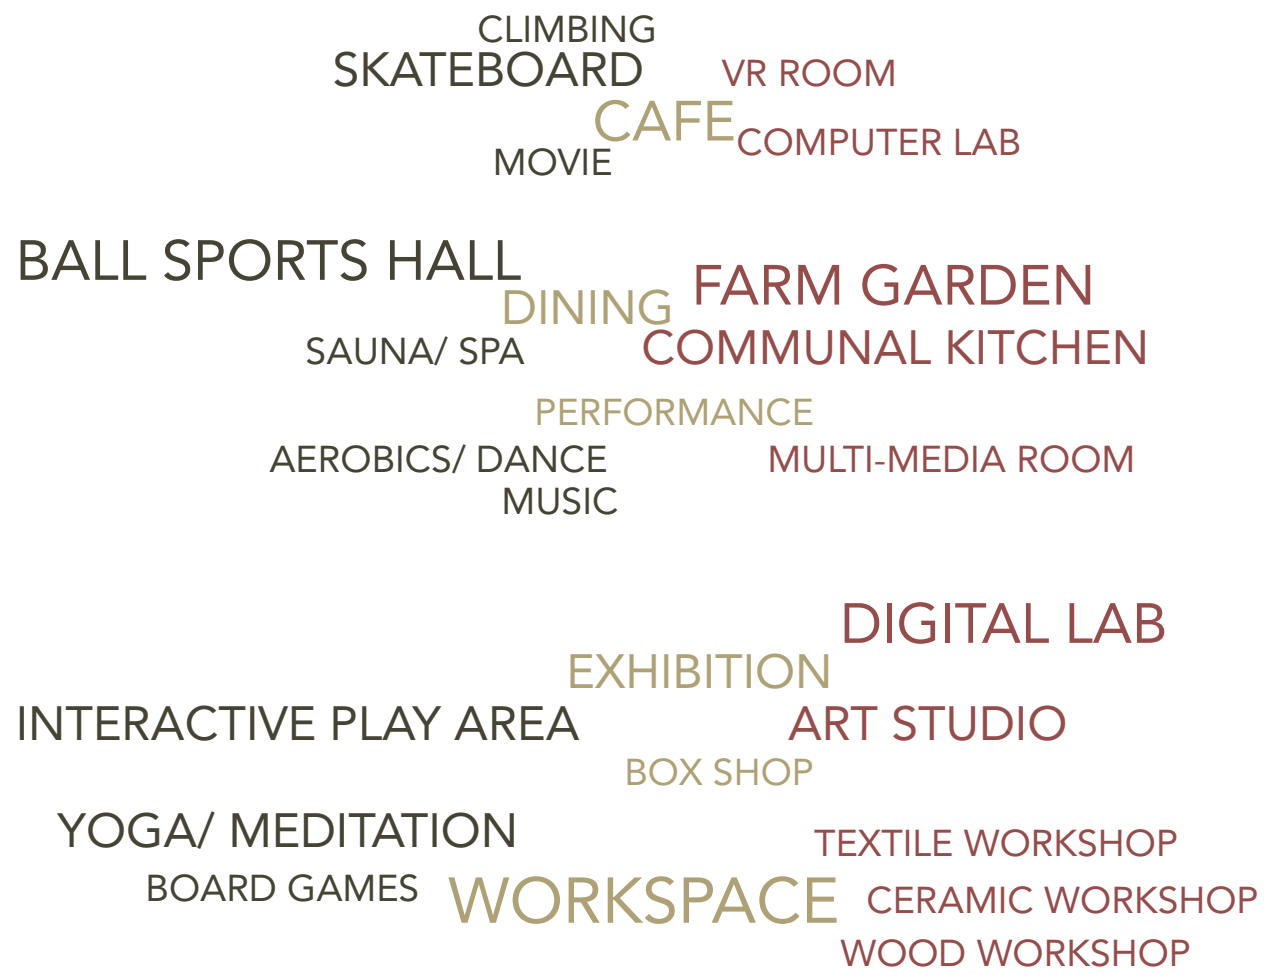 CLIMBING
SKATEBOARD
VR ROOM
CAFE
COMPUTER LAB
MOVIE
BALL SPORTS HALL
FARM GARDEN
DINING
COMMUNAL KITCHEN
SAUNA/ SPA
PERFORMANCE
AEROBICS/ DANCE
MULTI-MEDIA ROOM
MUSIC
DIGITAL LAB
EXHIBITION
INTERACTIVE PLAY AREA
ART STUDIO
BOX SHOP
YOGA/ MEDITATION
TEXTILE WORKSHOP
BOARD GAMES
WORKSPACE
CERAMIC WORKSHOP
WOOD WORKSHOP